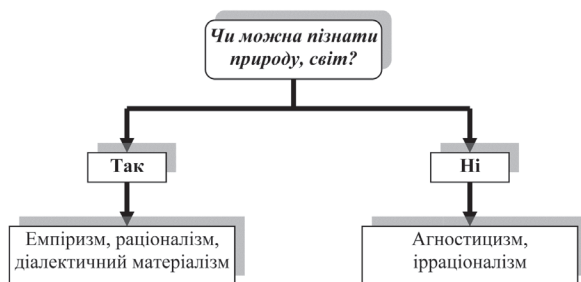 Чи можна пізнати
природу, світ?
Так
Ні
Емпіризм, раціоналізм,
діалектичний матеріалізм
Агностицизм,
ірраціоналізм